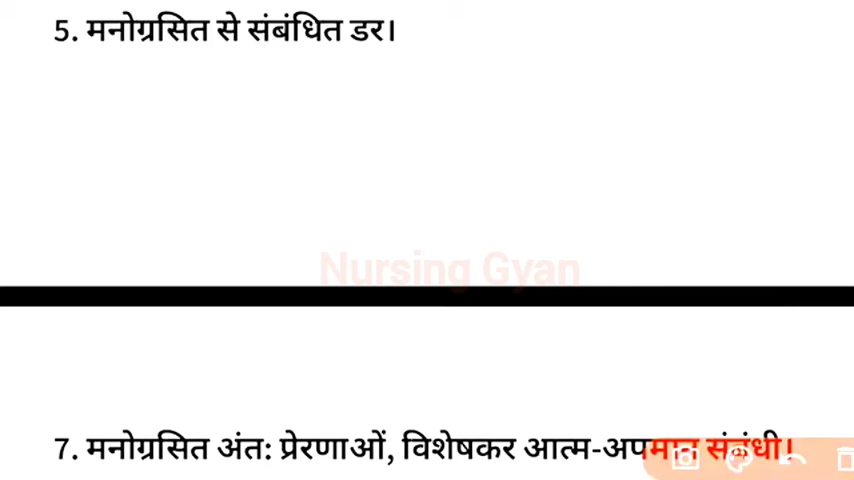 5. मनोग्रसित से संबंधित डर।
Nursing Gyan
7. मनोग्रसित अंत: प्रेरणाओं, विशेषकर आत्म-अपमान संबंधी।